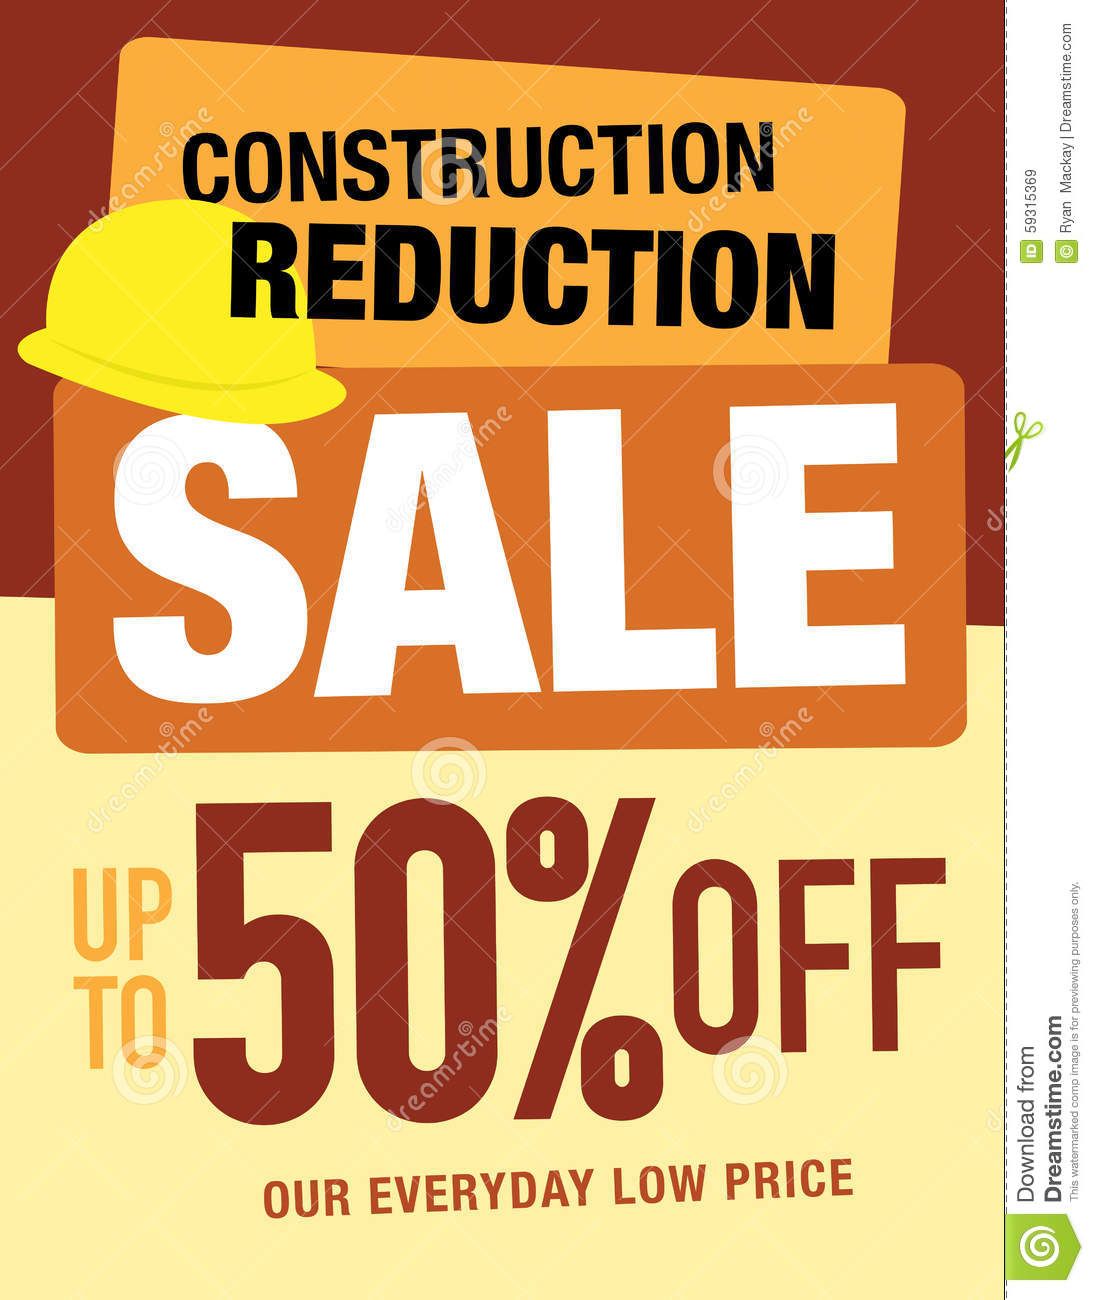 CONSTRUCTION
REDUCTION
SALE
UP
TO
50% OFF
OUR EVERYDAY LOW PRICE
ID 59315369
© Ryan Mackay | Dreamstime.com
Download from
Dreamstime.com
This watermarked comp image is for previewing purposes only.
dreamstime